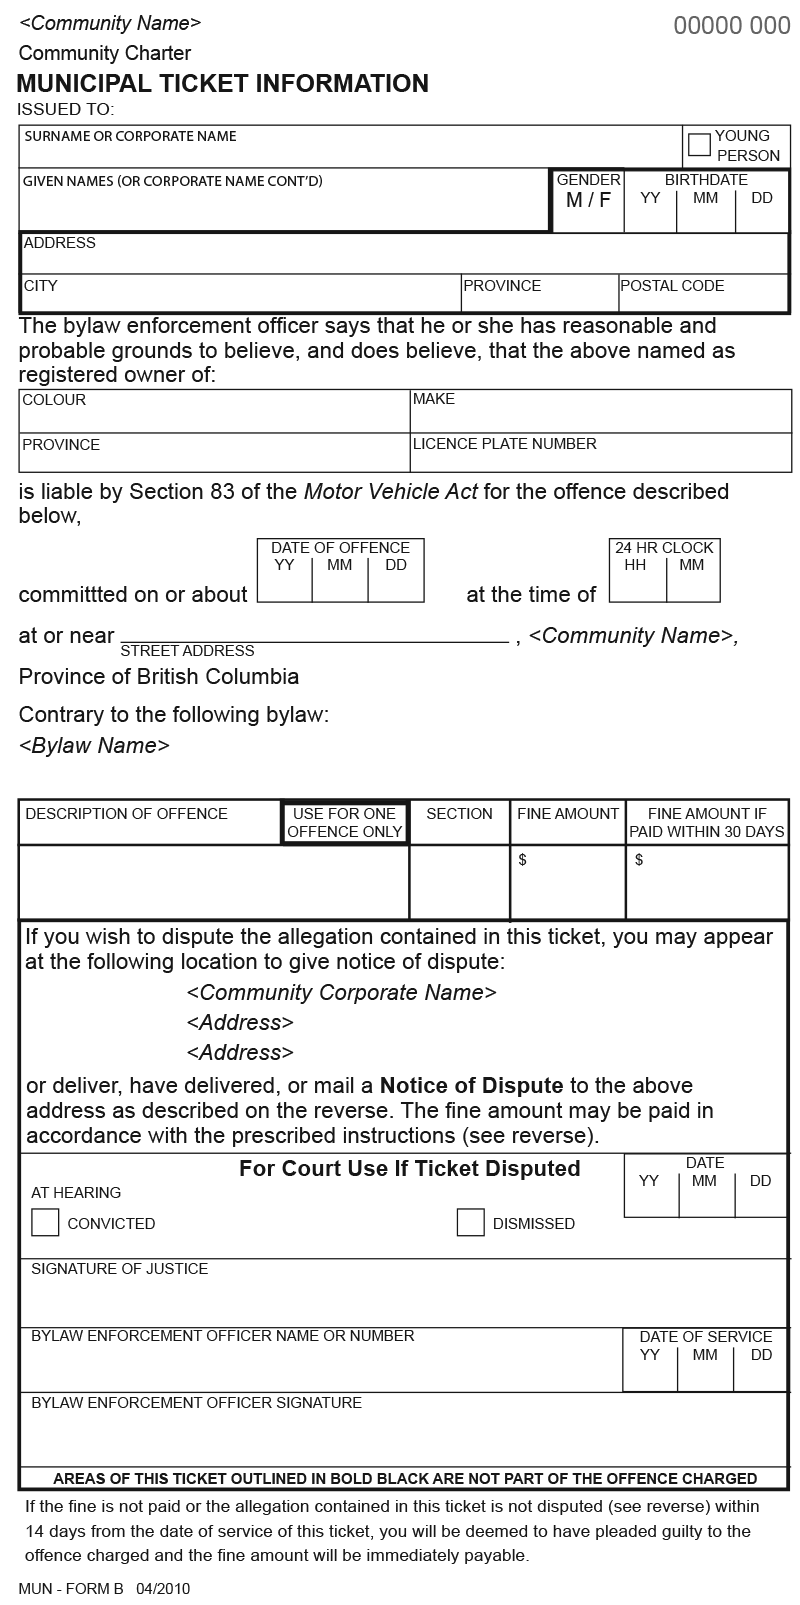 <Community Name>
00000 000
Community Charter
MUNICIPAL TICKET INFORMATION
ISSUED TO:
SURNAME OR CORPORATE NAME
YOUNG
PERSON
GIVEN NAMES (OR CORPORATE NAME CONT'D)
GENDER
M / F
BIRTHDATE
YY MM DD
ADDRESS
CITY
PROVINCE
POSTAL CODE
The bylaw enforcement officer says that he or she has reasonable and
probable grounds to believe, and does believe, that the above named as
registered owner of:
COLOUR
MAKE
PROVINCE
LICENCE PLATE NUMBER
is liable by Section 83 of the Motor Vehicle Act for the offence described
below,
DATE OF OFFENCE
YY MM DD
24 HR CLOCK
HH MM
committted on or about
at the time of
at or near , <Community Name>,
STREET ADDRESS
Province of British Columbia
Contrary to the following bylaw:
<Bylaw Name>
DESCRIPTION OF OFFENCE
USE FOR ONE
OFFENCE ONLY
SECTION
FINE AMOUNT
FINE AMOUNT IF
PAID WITHIN 30 DAYS
$
$
If you wish to dispute the allegation contained in this ticket, you may appear
at the following location to give notice of dispute:
<Community Corporate Name>
<Address>
<Address>
or deliver, have delivered, or mail a Notice of Dispute to the above
address as described on the reverse. The fine amount may be paid in
accordance with the prescribed instructions (see reverse).
For Court Use If Ticket Disputed
DATE
YY MM DD
AT HEARING
CONVICTED
DISMISSED
SIGNATURE OF JUSTICE
BYLAW ENFORCEMENT OFFICER NAME OR NUMBER
DATE OF SERVICE
YY MM DD
BYLAW ENFORCEMENT OFFICER SIGNATURE
AREAS OF THIS TICKET OUTLINED IN BOLD BLACK ARE NOT PART OF THE OFFENCE CHARGED
If the fine is not paid or the allegation contained in this ticket is not disputed (see reverse) within
14 days from the date of service of this ticket, you will be deemed to have pleaded guilty to the
offence charged and the fine amount will be immediately payable.
MUN - FORM B 04/2010